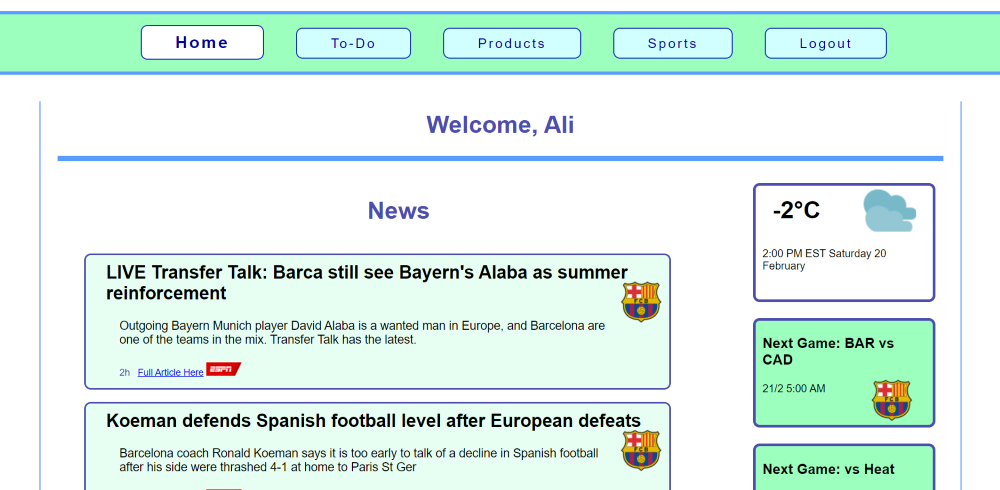 Home
To-Do
Products
Sports
Logout
Welcome, Ali
News
LIVE Transfer Talk: Barca still see Bayern's Alaba as summer
reinforcement
Outgoing Bayern Munich player David Alaba is a wanted man in Europe, and Barcelona are
one of the teams in the mix. Transfer Talk has the latest.
2h Full Article Here ESPN
FCB
Koeman defends Spanish football level after European defeats
Barcelona coach Ronald Koeman says it is too early to talk of a decline in Spanish football
after his side were thrashed 4-1 at home to Paris St Ger
FCB
-2°C
2:00 PM EST Saturday 20
February
Next Game: BAR vs
CAD
21/2 5:00 AM
FCB
Next Game: vs Heat